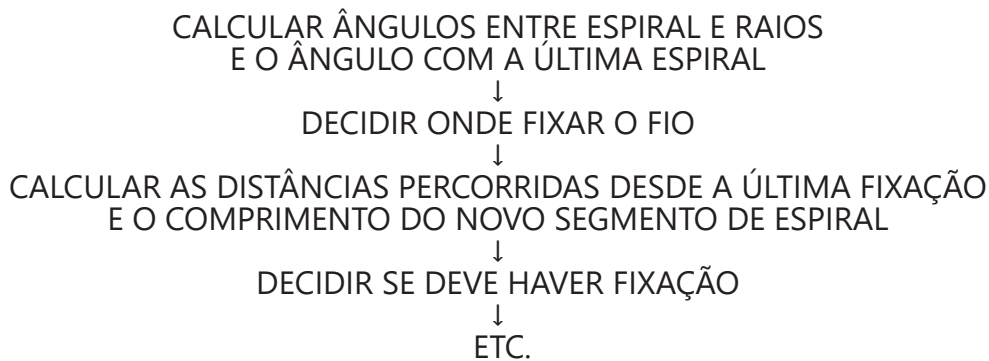 CALCULAR ÂNGULOS ENTRE ESPIRAL E RAIOS
E O ÂNGULO COM A ÚLTIMA ESPIRAL
↓
DECIDIR ONDE FIXAR O FIO
↓
CALCULAR AS DISTÂNCIAS PERCORRIDAS DESDE A ÚLTIMA FIXAÇÃO
E O COMPRIMENTO DO NOVO SEGMENTO DE ESPIRAL
↓
DECIDIR SE DEVE HAVER FIXAÇÃO
↓
ETC.